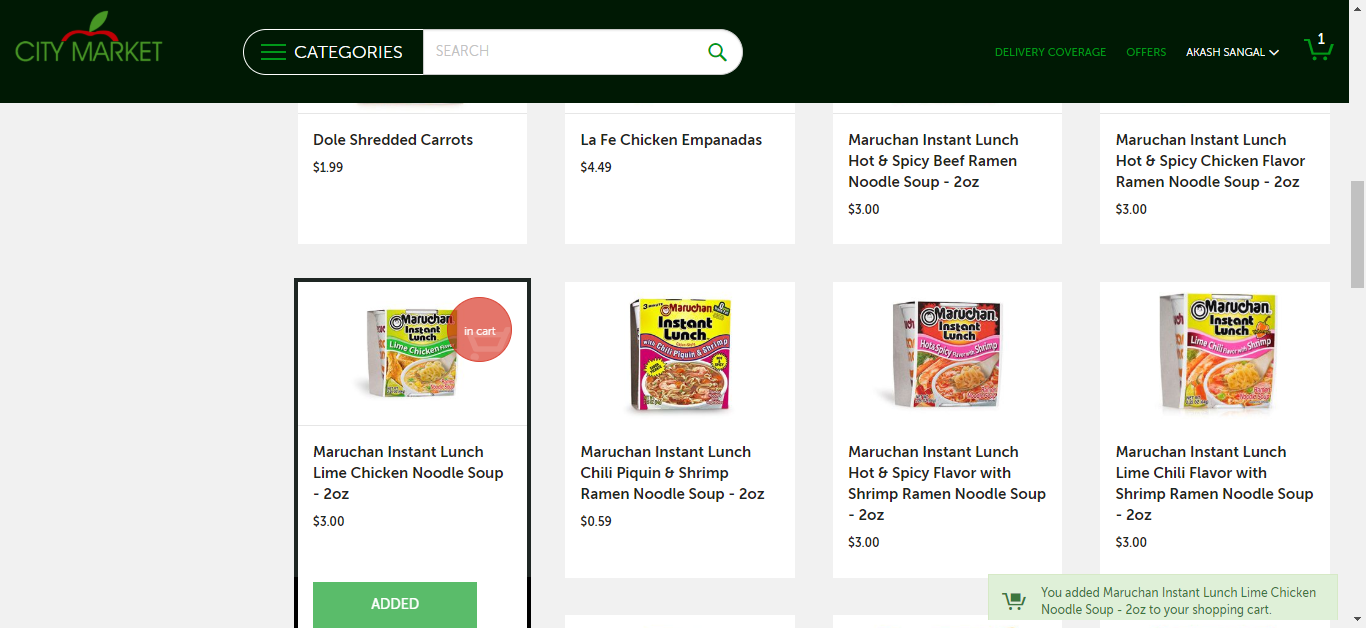 CITY MARKET
CATEGORIES
SEARCH
DELIVERY COVERAGE
OFFERS
AKASH SANGAL
1
Dole Shredded Carrots
$1.99
La Fe Chicken Empanadas
$4.49
Maruchan Instant Lunch
Hot & Spicy Beef Ramen
Noodle Soup - 2oz
$3.00
Maruchan Instant Lunch
Hot & Spicy Chicken Flavor
Ramen Noodle Soup - 2oz
$3.00
Maruchan
Instant
Lunch
Lime Chicken Flavor
in cart
Maruchan Instant Lunch
Lime Chicken Noodle Soup
- 2oz
$3.00
ADDED
Maruchan
Instant
Lunch
with Chili Piquin & Shrimp
Maruchan Instant Lunch
Chili Piquin & Shrimp
Ramen Noodle Soup - 2oz
$0.59
Maruchan
Instant
Lunch
Hot & Spicy Flavor with Shrimp
Maruchan Instant Lunch
Hot & Spicy Flavor with
Shrimp Ramen Noodle Soup
- 2oz
$3.00
Maruchan
Instant
Lunch
Lime Chili Flavor with Shrimp
Maruchan Instant Lunch
Lime Chili Flavor with
Shrimp Ramen Noodle Soup
- 2oz
$3.00
You added Maruchan Instant Lunch Lime Chicken
Noodle Soup - 2oz to your shopping cart.